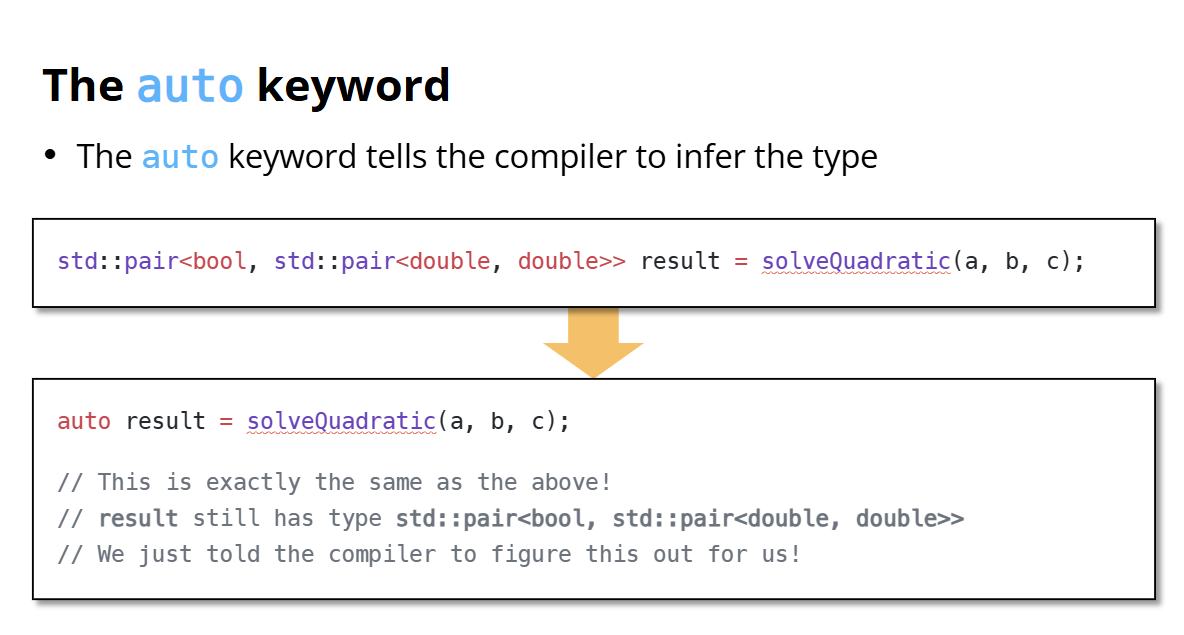 The auto keyword
• The auto keyword tells the compiler to infer the type
std::pair<bool, std::pair<double, double>> result = solveQuadratic(a, b, c);
auto result = solveQuadratic(a, b, c);
// This is exactly the same as the above!
// result still has type std::pair<bool, std::pair<double, double>>
// We just told the compiler to figure this out for us!